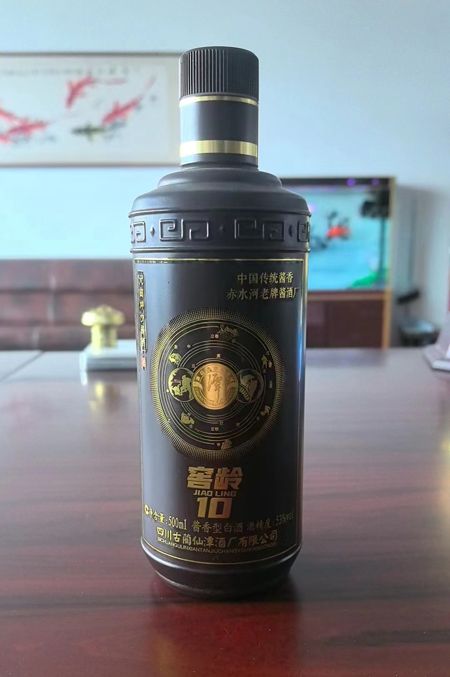 中国传统酱香
赤水河老牌酱酒厂
窖龄
JIAO LING
10
净含量:500ml 酱香型白酒 酒精度:53%vol
四川古蔺仙潭酒厂有限公司